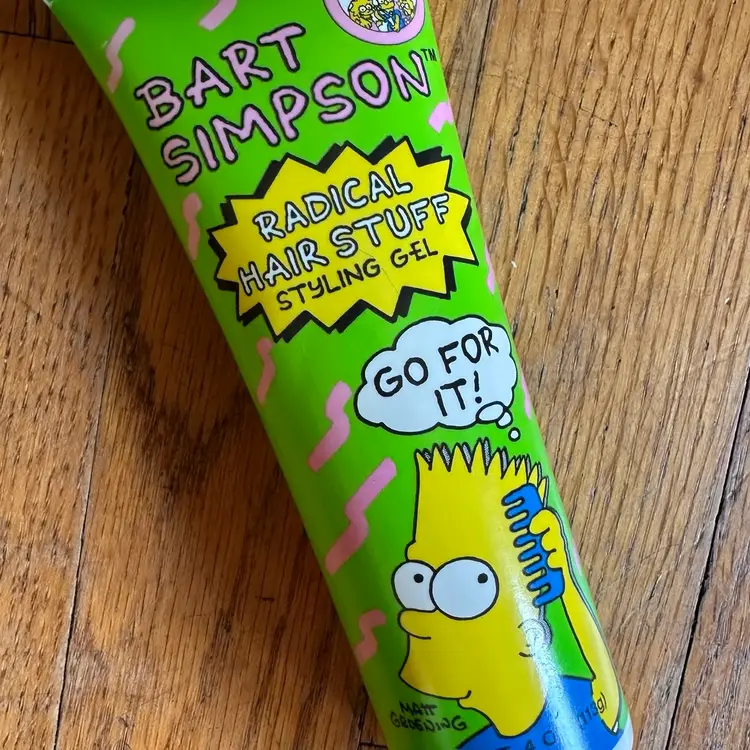 BART
SIMPSON™
RADICAL
HAIR STUFF
STYLING GEL
GO FOR
IT!
MATT
GROENING